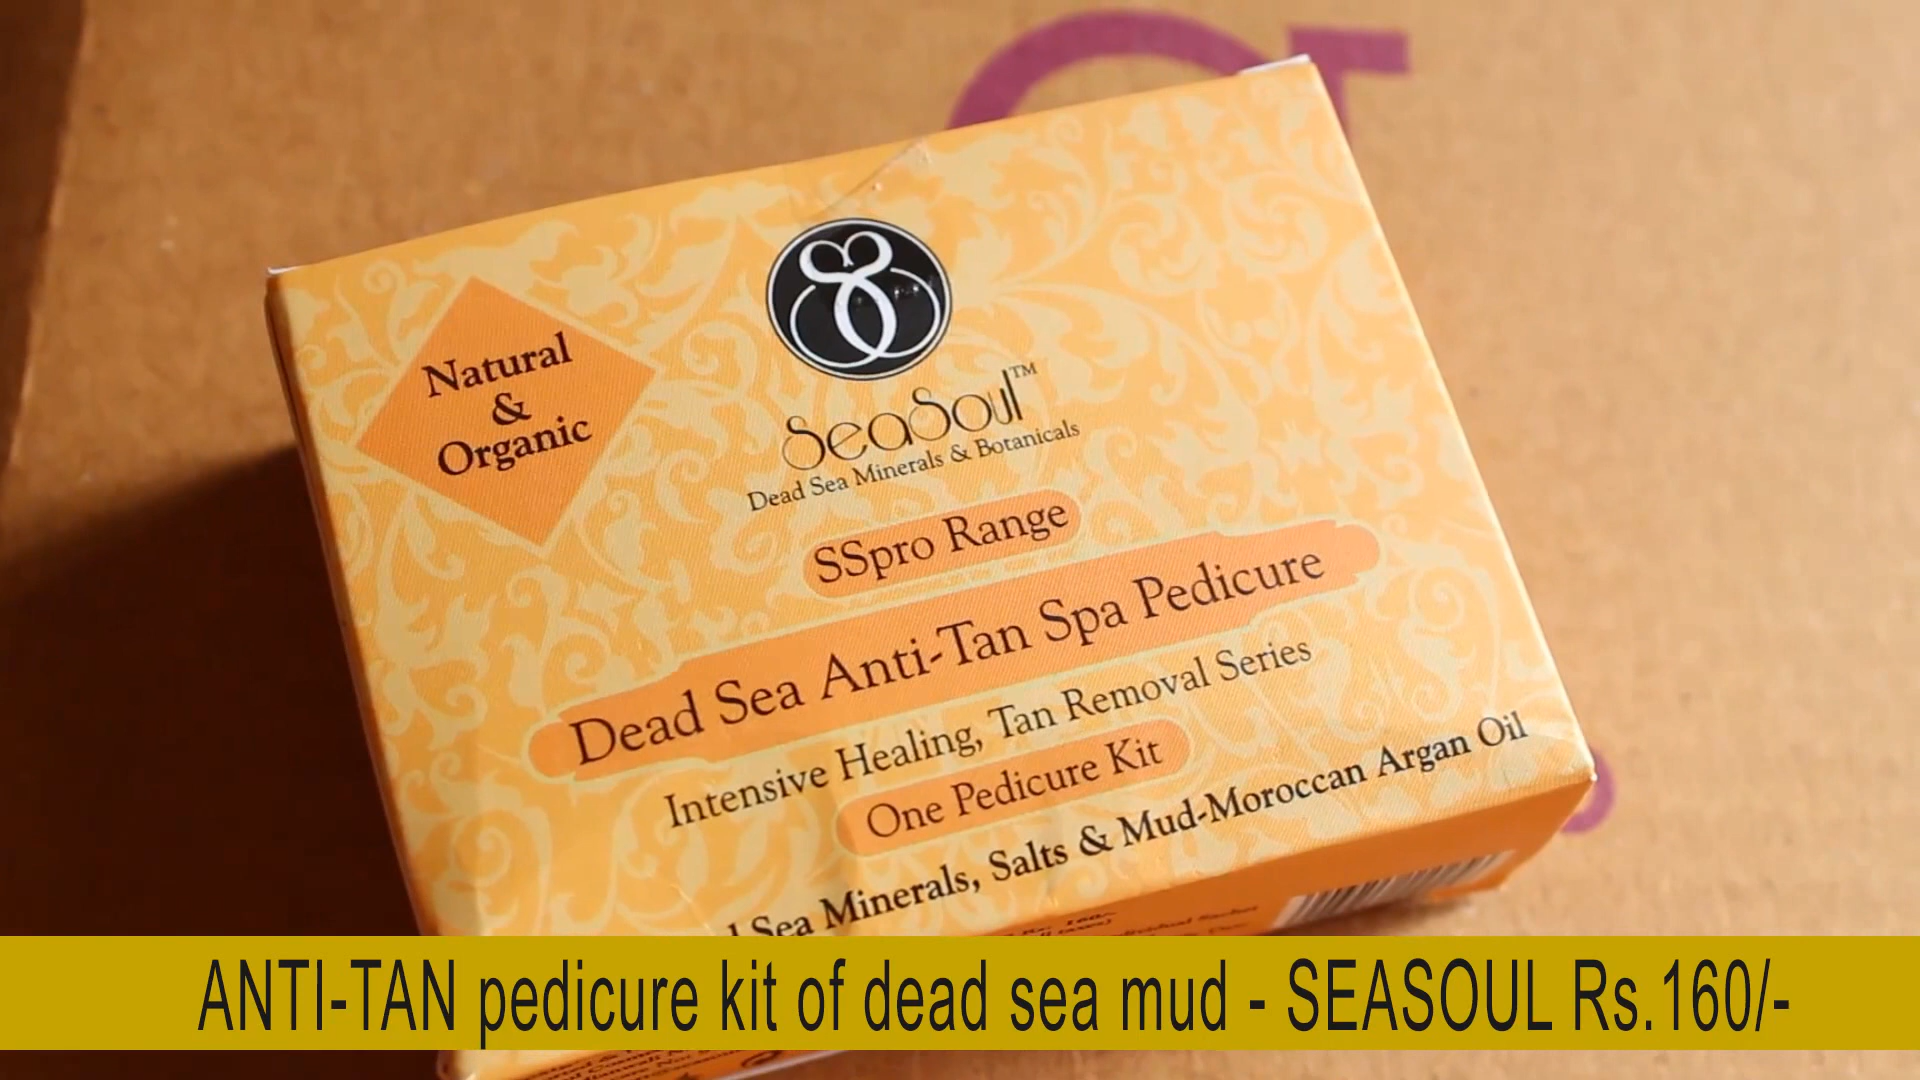 Natural
&
Organic
SeaSoul™
Dead Sea Minerals & Botanicals
SSpro Range
Dead Sea Anti-Tan Spa Pedicure
Intensive Healing, Tan Removal Series
One Pedicure Kit
Sea Minerals, Salts & Mud-Moroccan Argan Oil
ANTI-TAN pedicure kit of dead sea mud - SEASOUL Rs.160/-